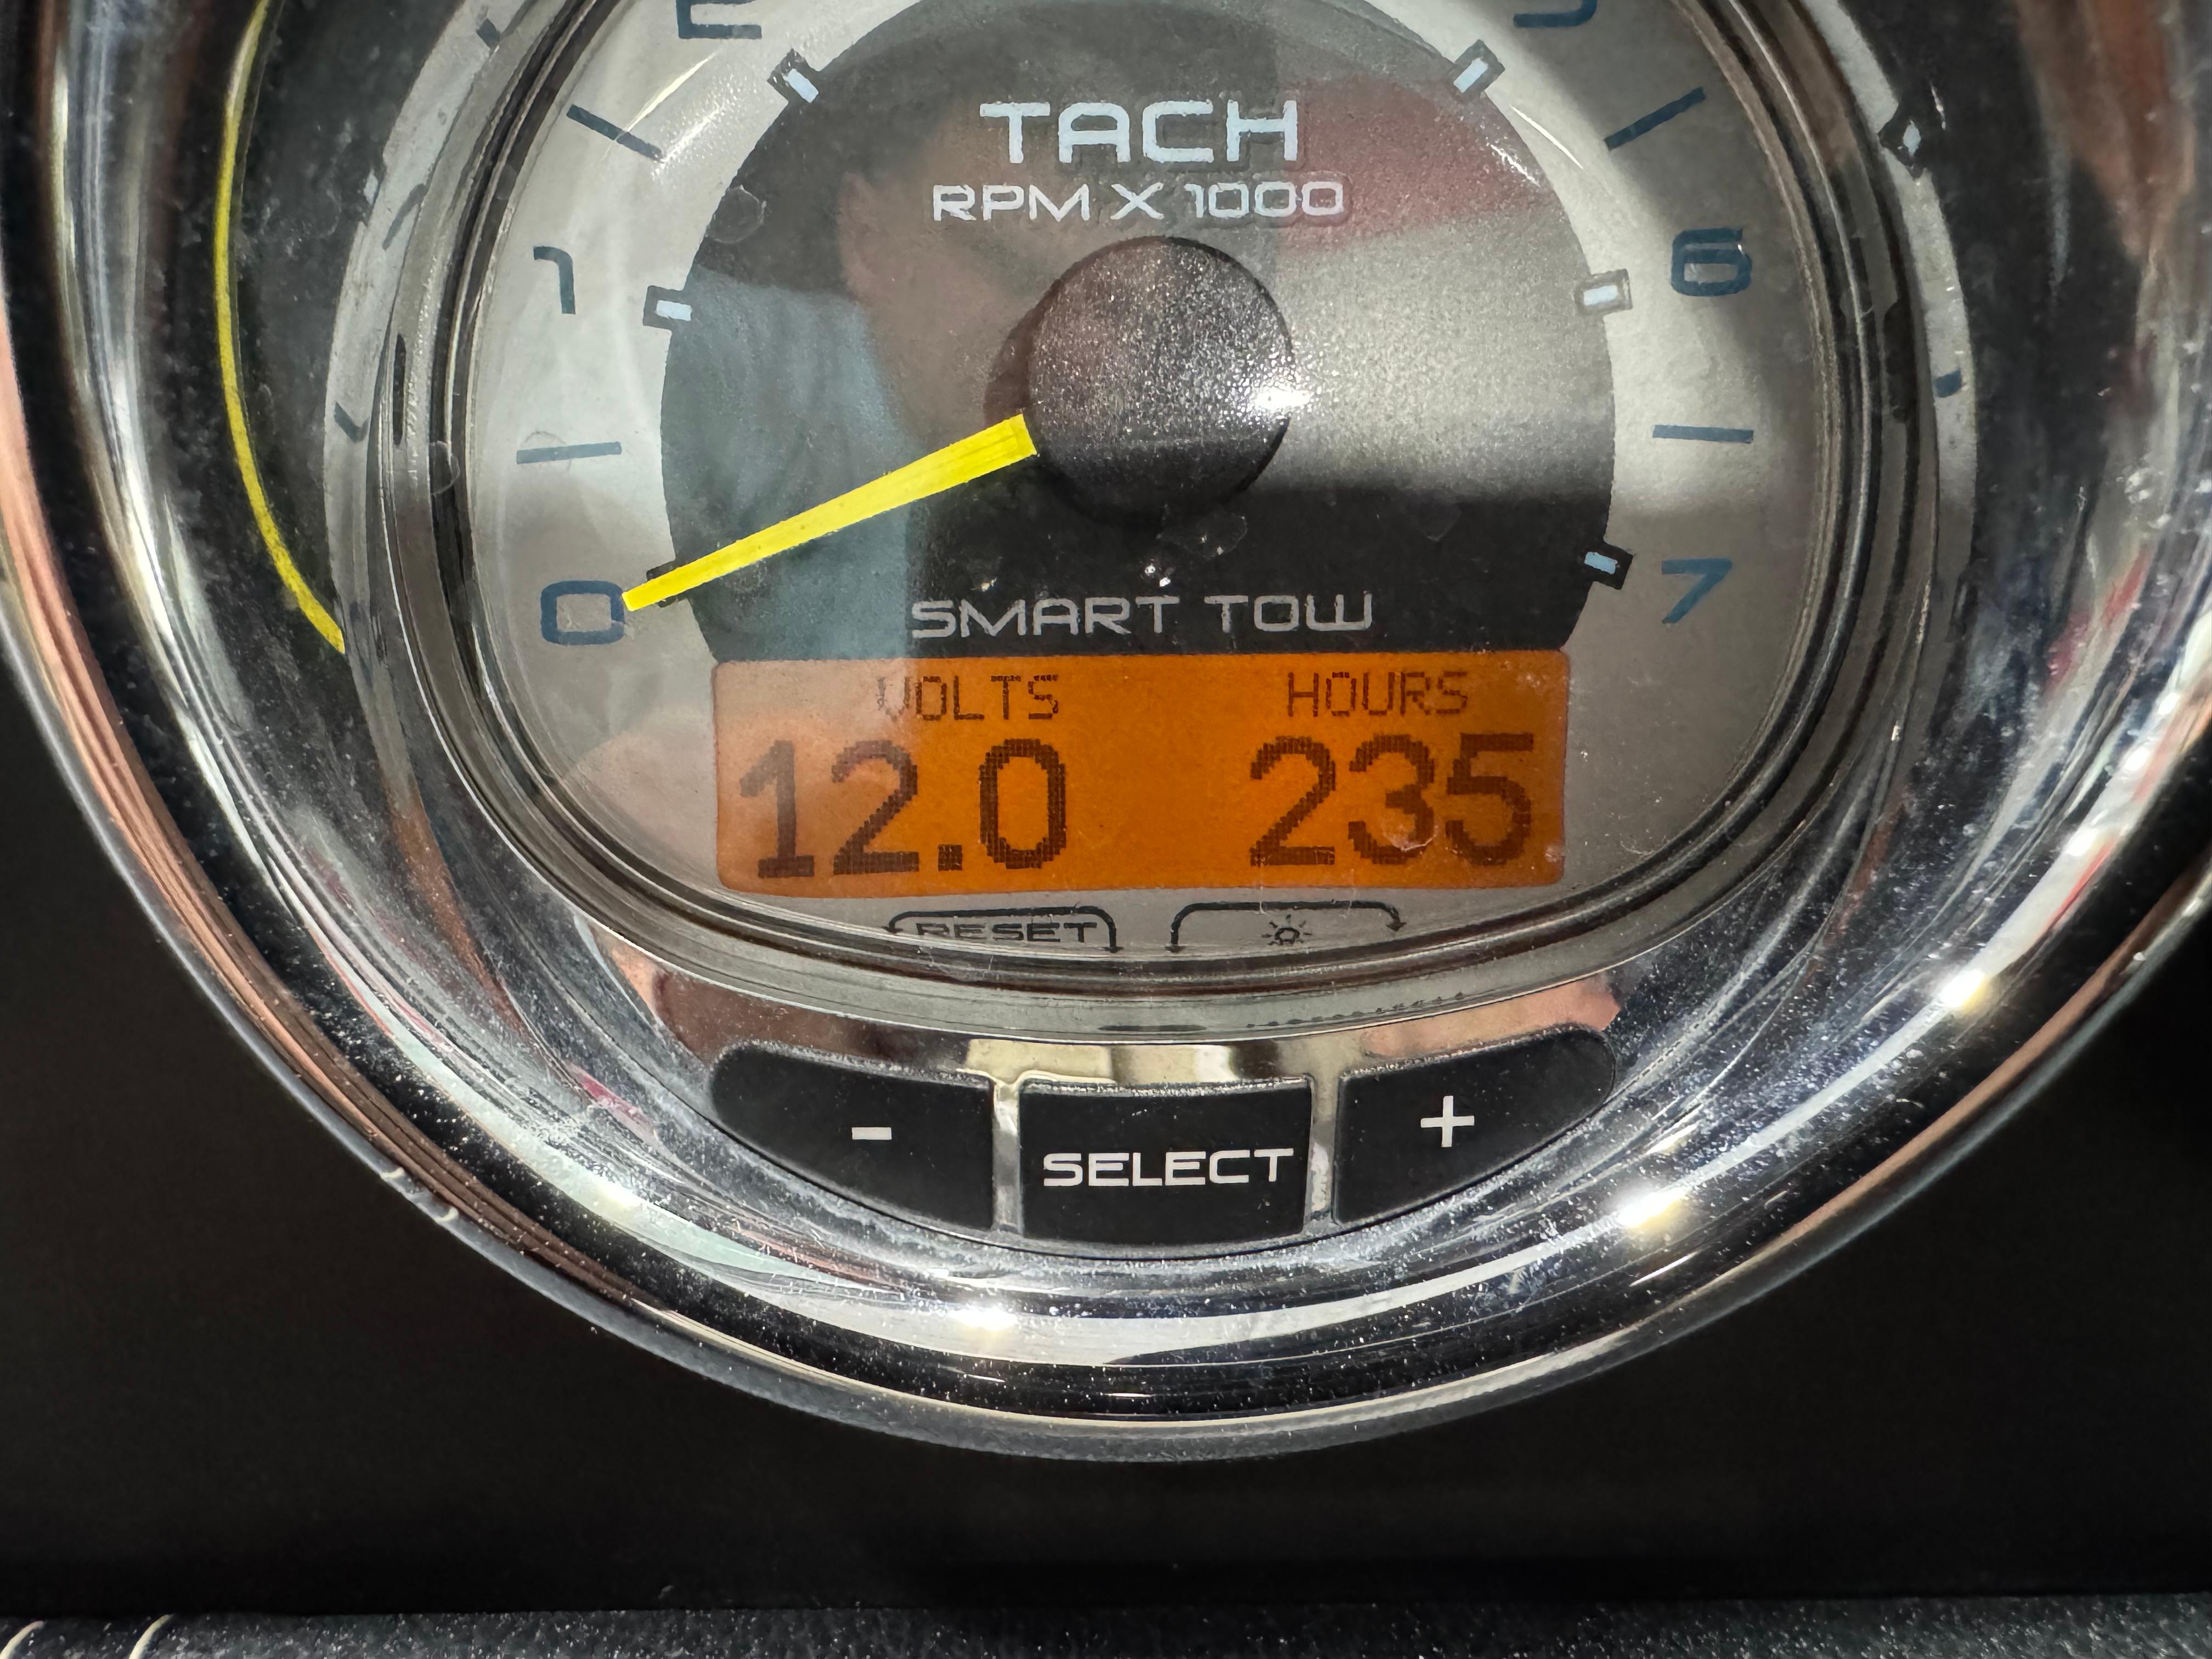 TACH
RPM X 1000
1
6
0
7
SMART TOW
VOLTS HOURS
12.0 235
RESET
- SELECT +